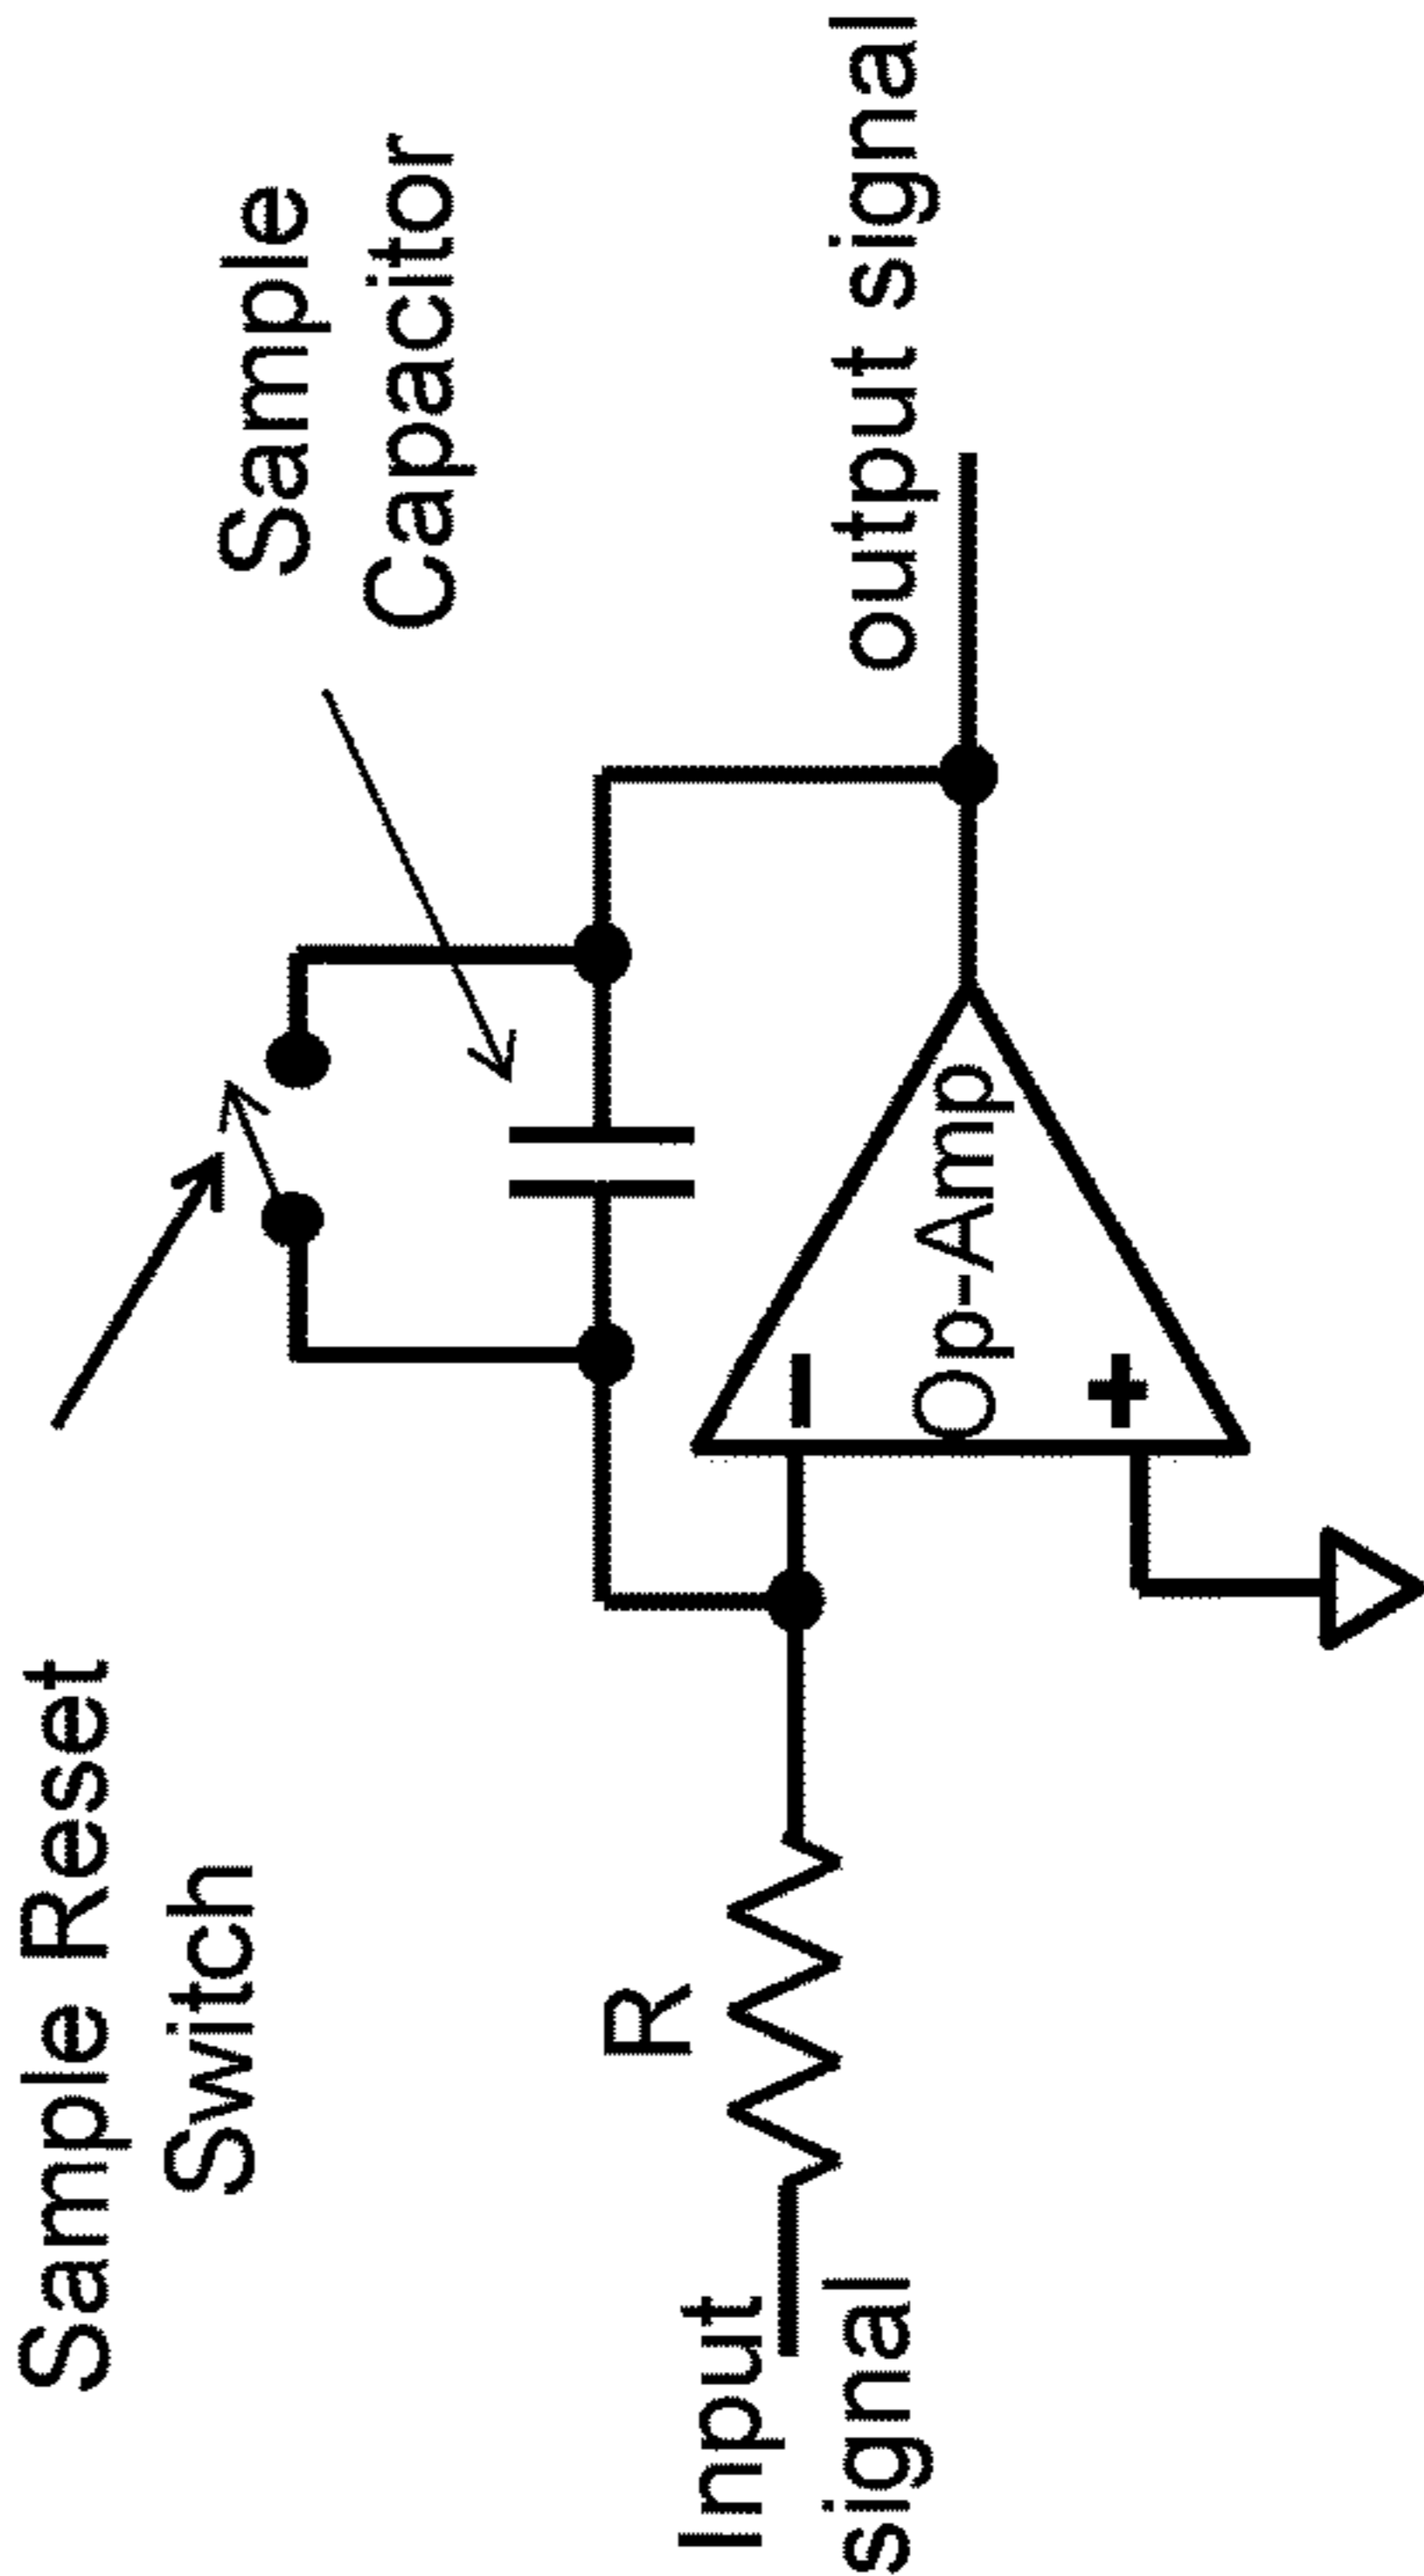 Sample Reset
Switch
Sample
Capacitor
R
Input
signal
output signal
-
Op-Amp
+